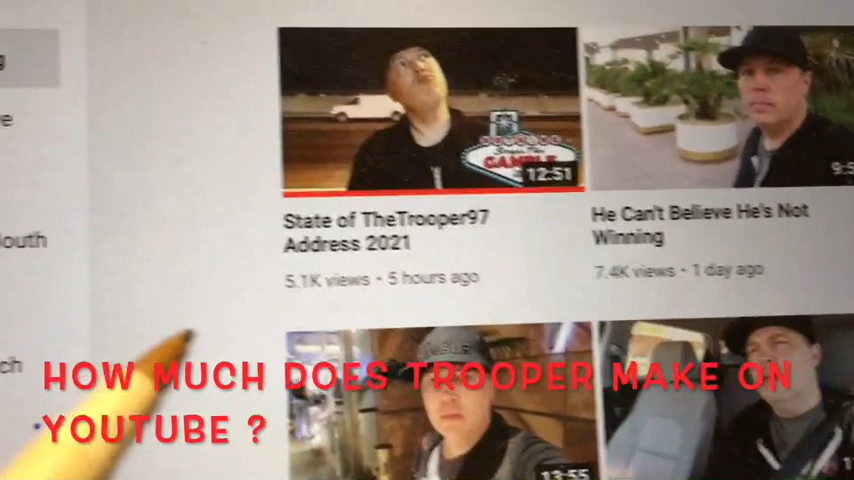 12:51
State of TheTrooper97
Address 2021
5.1K views • 5 hours ago
He Can't Believe He's Not
Winning
7.4K views • 1 day ago
HOW MUCH DOES TROOPER MAKE ON
YOUTUBE ?
13:55